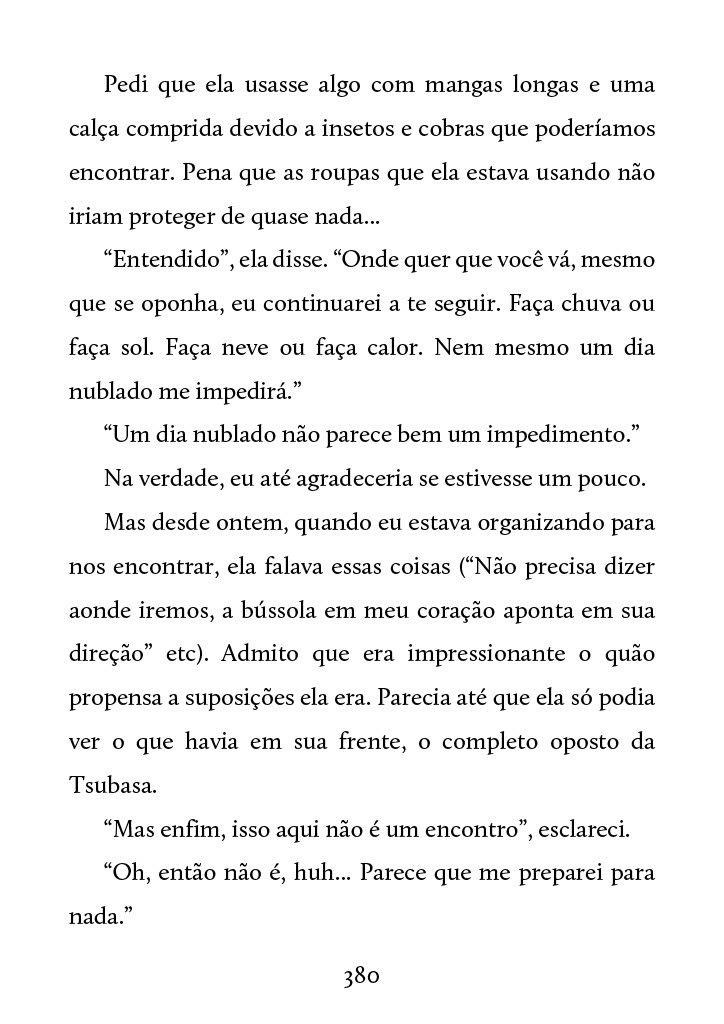 Pedi que ela usasse algo com mangas longas e uma
calça comprida devido a insetos e cobras que poderíamos
encontrar. Pena que as roupas que ela estava usando não
iriam proteger de quase nada...
“Entendido”, ela disse. “Onde quer que você vá, mesmo
que se oponha, eu continuarei a te seguir. Faça chuva ou
faça sol. Faça neve ou faça calor. Nem mesmo um dia
nublado me impedirá.”
“Um dia nublado não parece bem um impedimento.”
Na verdade, eu até agradeceria se estivesse um pouco.
Mas desde ontem, quando eu estava organizando para
nos encontrar, ela falava essas coisas (“Não precisa dizer
aonde iremos, a bússola em meu coração aponta em sua
direção” etc). Admito que era impressionante o quão
propensa a suposições ela era. Parecia até que ela só podia
ver o que havia em sua frente, o completo oposto da
Tsubasa.
“Mas enfim, isso aqui não é um encontro”, esclareci.
“Oh, então não é, huh... Parece que me preparei para
nada.”
380